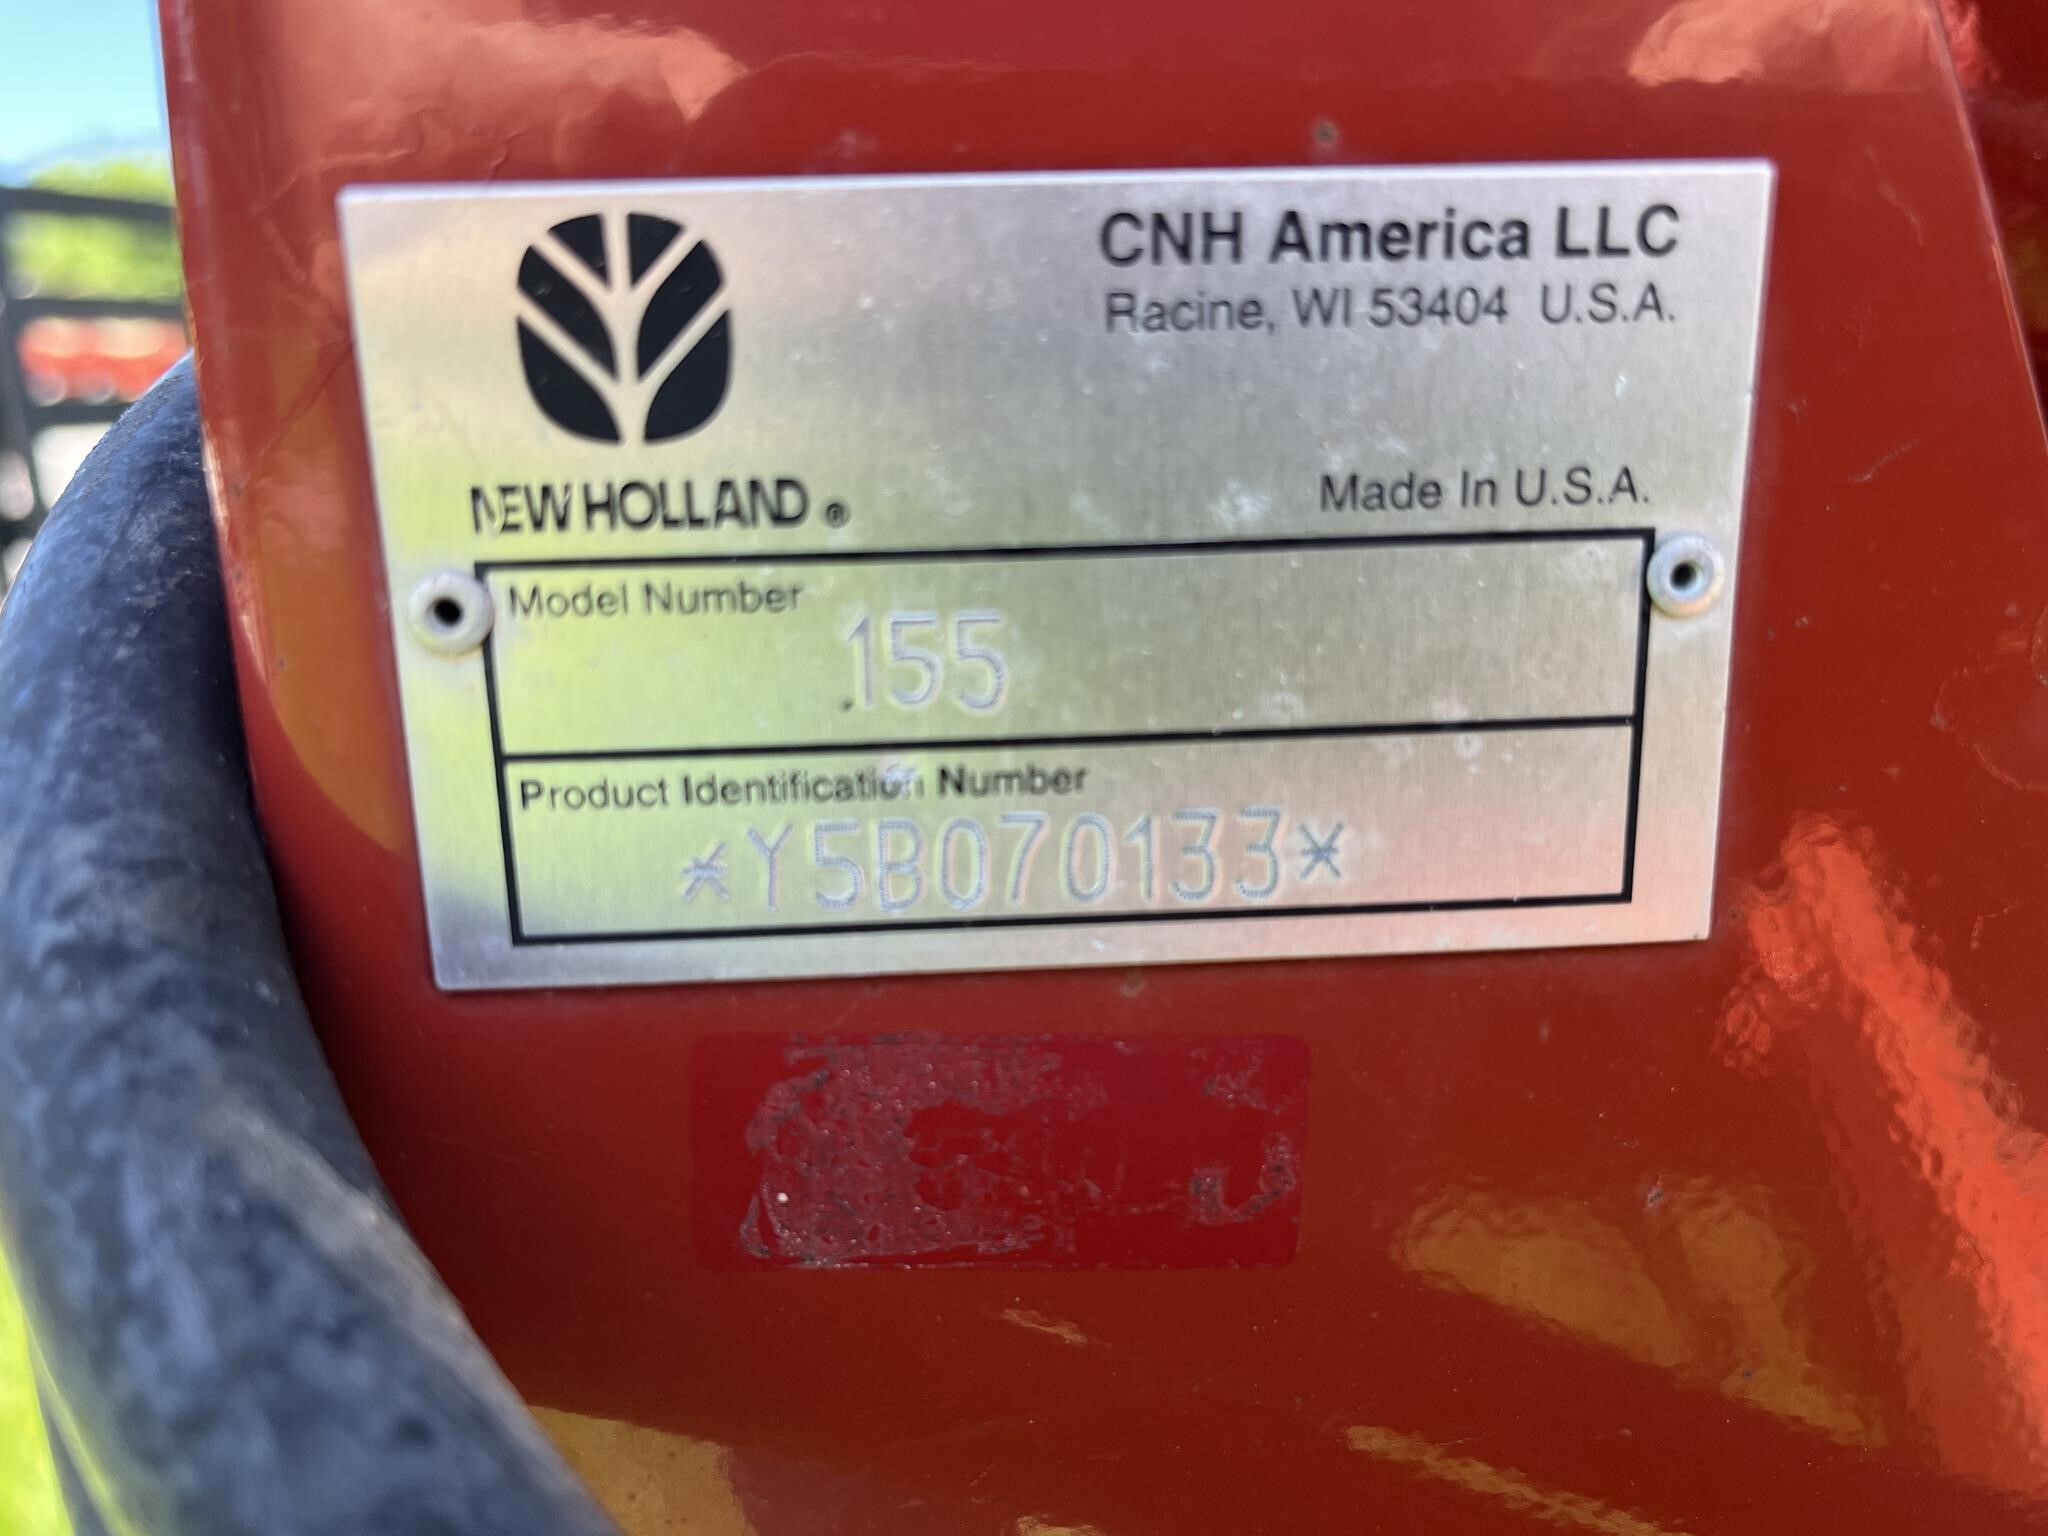 CNH America LLC
Racine, WI 53404 U.S.A.
NEW HOLLAND ®
Made In U.S.A.
Model Number
155
Product Identification Number
*Y5B070133*